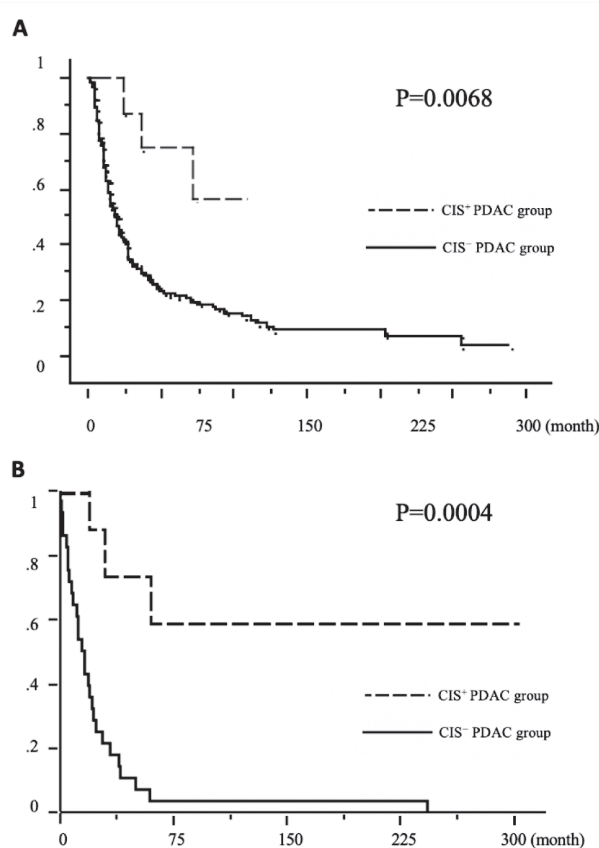 A
1
P=0.0068
.8
.6
CIS⁺ PDAC group
CIS⁻ PDAC group
.4
.2
0
0 75 150 225 300 (month)
B
1
P=0.0004
.8
.6
CIS⁺ PDAC group
.4
CIS⁻ PDAC group
.2
0
0 75 150 225 300 (month)